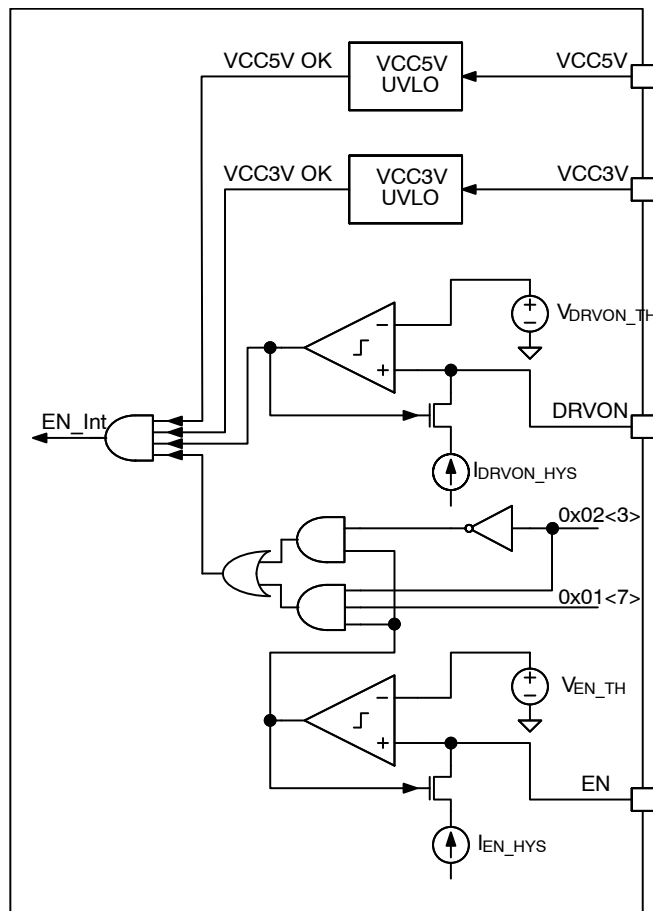 VCC5V OK
VCC5V
UVLO
VCC5V
VCC3V OK
VCC3V
UVLO
VCC3V
VDRVON_TH
DRVON
EN_Int
IDRVON_HYS
0x02<3>
0x01<7>
VEN_TH
EN
IEN_HYS